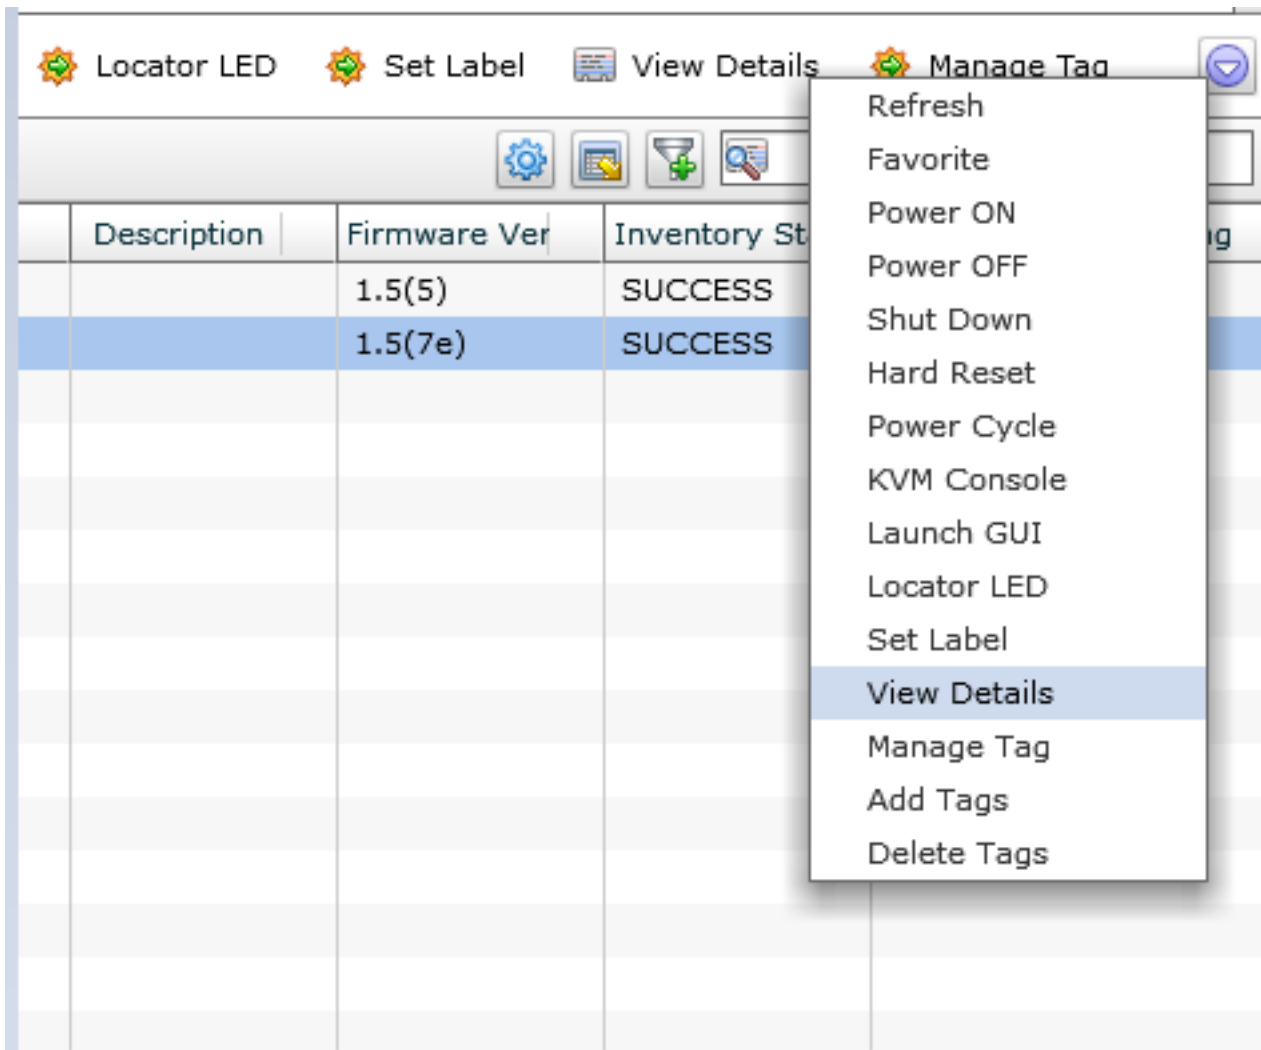 Locator LED Set Label View Details Manage Tag
Description Firmware Ver Inventory St
1.5(5) SUCCESS
1.5(7e) SUCCESS
Refresh
Favorite
Power ON
Power OFF
Shut Down
Hard Reset
Power Cycle
KVM Console
Launch GUI
Locator LED
Set Label
View Details
Manage Tag
Add Tags
Delete Tags